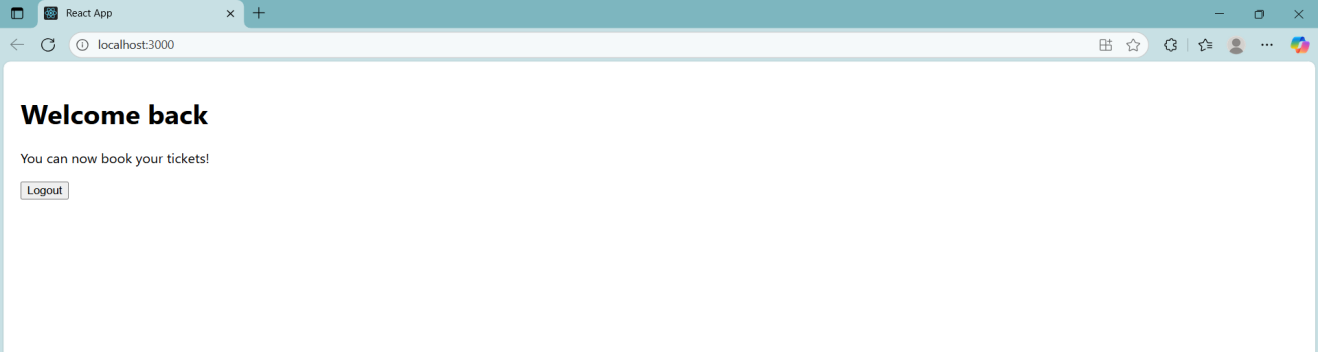 React App
localhost:3000
Welcome back
You can now book your tickets!
Logout